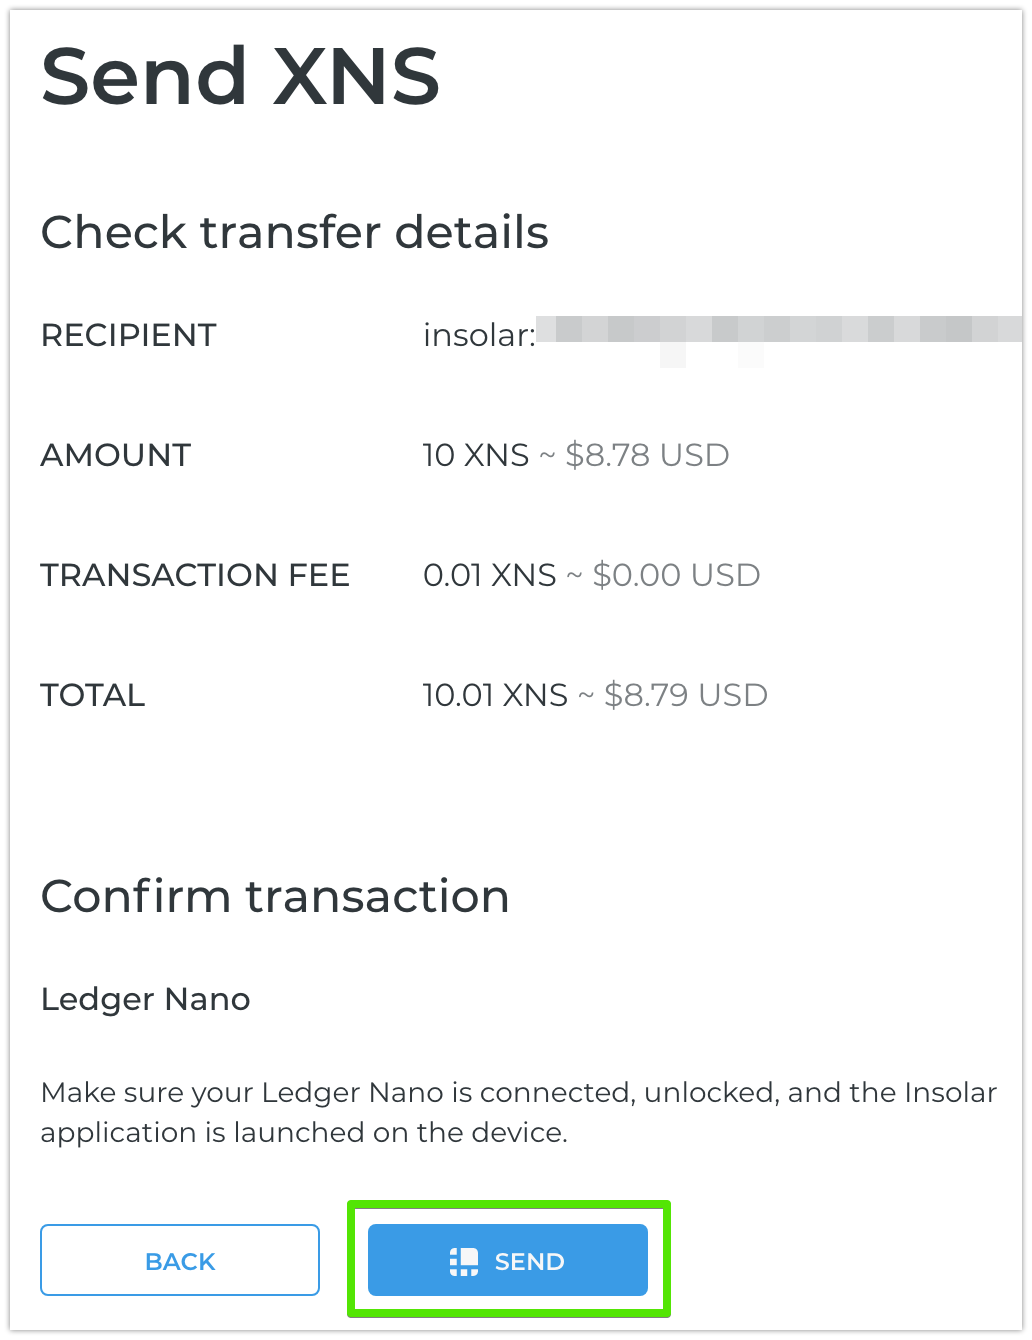 Send XNS
Check transfer details
RECIPIENT insolar:
AMOUNT 10 XNS ~ $8.78 USD
TRANSACTION FEE 0.01 XNS ~ $0.00 USD
TOTAL 10.01 XNS ~ $8.79 USD
Confirm transaction
Ledger Nano
Make sure your Ledger Nano is connected, unlocked, and the Insolar
application is launched on the device.
BACK SEND